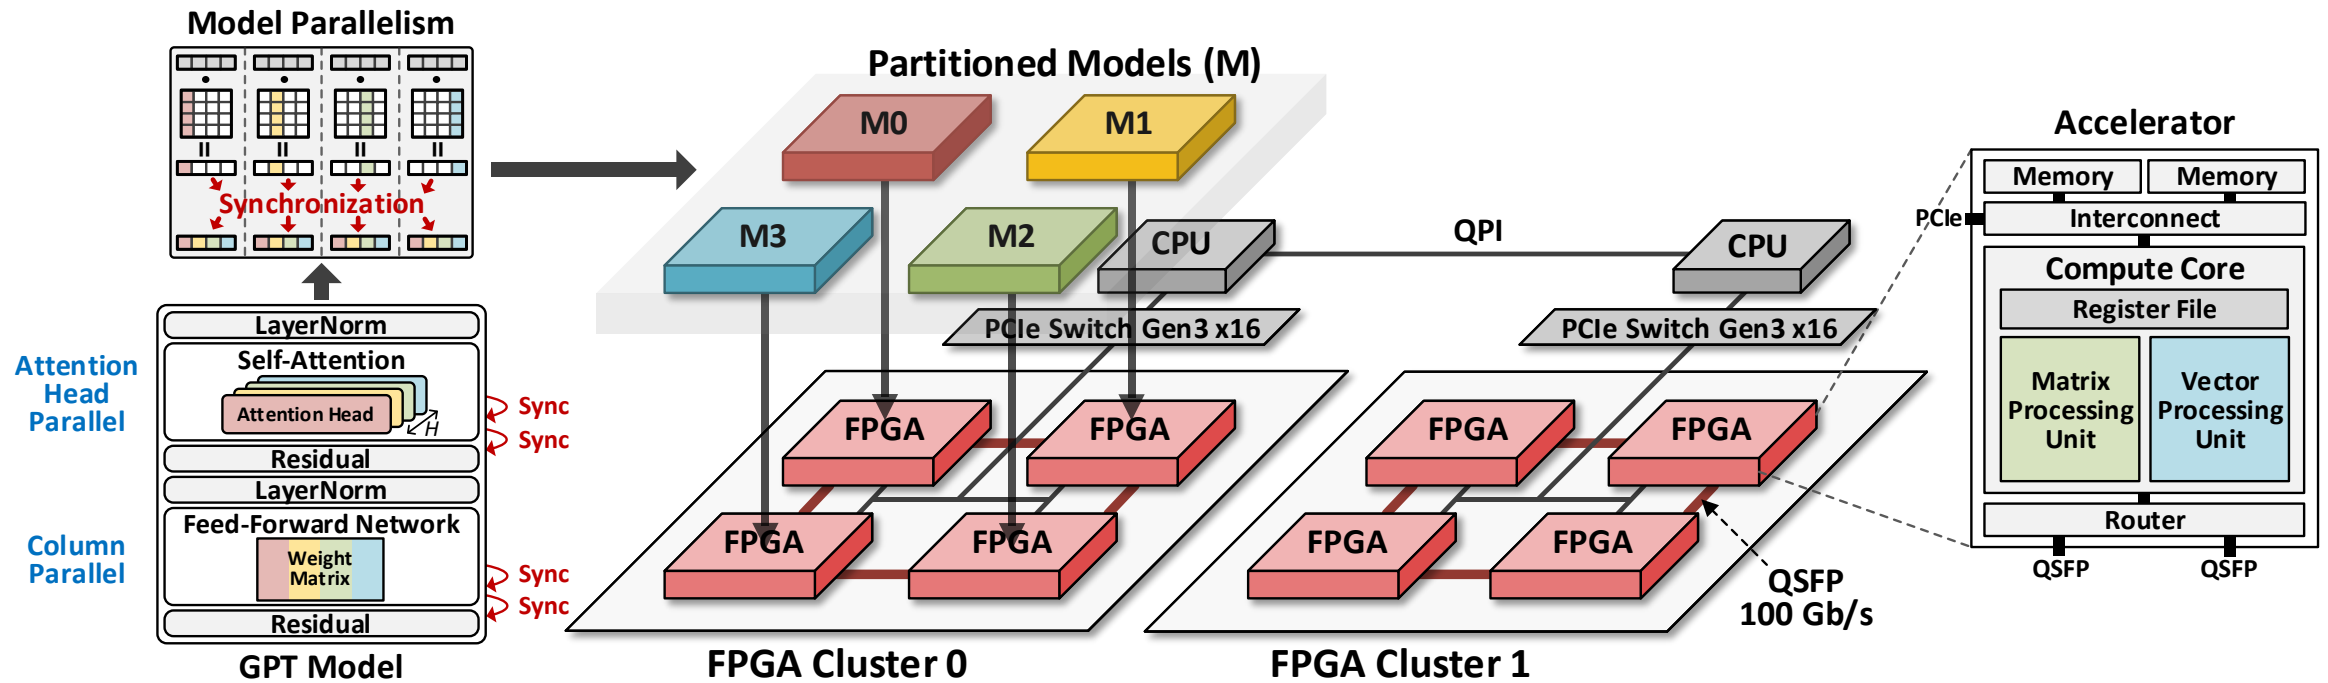 Model Parallelism
Synchronization
LayerNorm
Self-Attention
Attention Head
H
Residual
LayerNorm
Feed-Forward Network
Weight
Matrix
Residual
GPT Model
Attention
Head
Parallel
Column
Parallel
Sync
Sync
Sync
Sync
Partitioned Models (M)
M0
M1
M3
M2
CPU
QPI
CPU
PCIe Switch Gen3 x16
PCIe Switch Gen3 x16
FPGA
FPGA
FPGA
FPGA
FPGA Cluster 0
FPGA
FPGA
FPGA
FPGA
QSFP
100 Gb/s
FPGA Cluster 1
Accelerator
Memory
Memory
PCIe
Interconnect
Compute Core
Register File
Matrix
Processing
Unit
Vector
Processing
Unit
Router
QSFP
QSFP